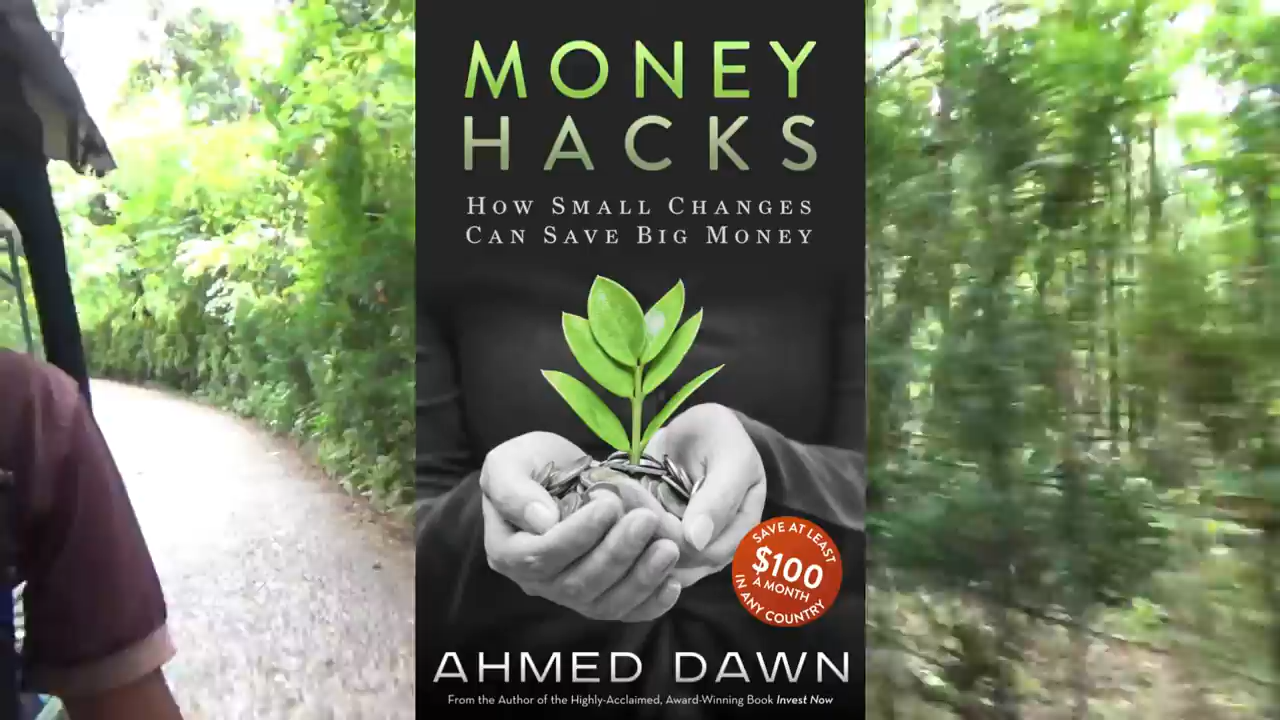 MONEY
HACKS
HOW SMALL CHANGES
CAN SAVE BIG MONEY
SAVE AT LEAST
$100
A MONTH
IN ANY COUNTRY
AHMED DAWN
From the Author of the Highly-Acclaimed, Award-Winning Book Invest Now